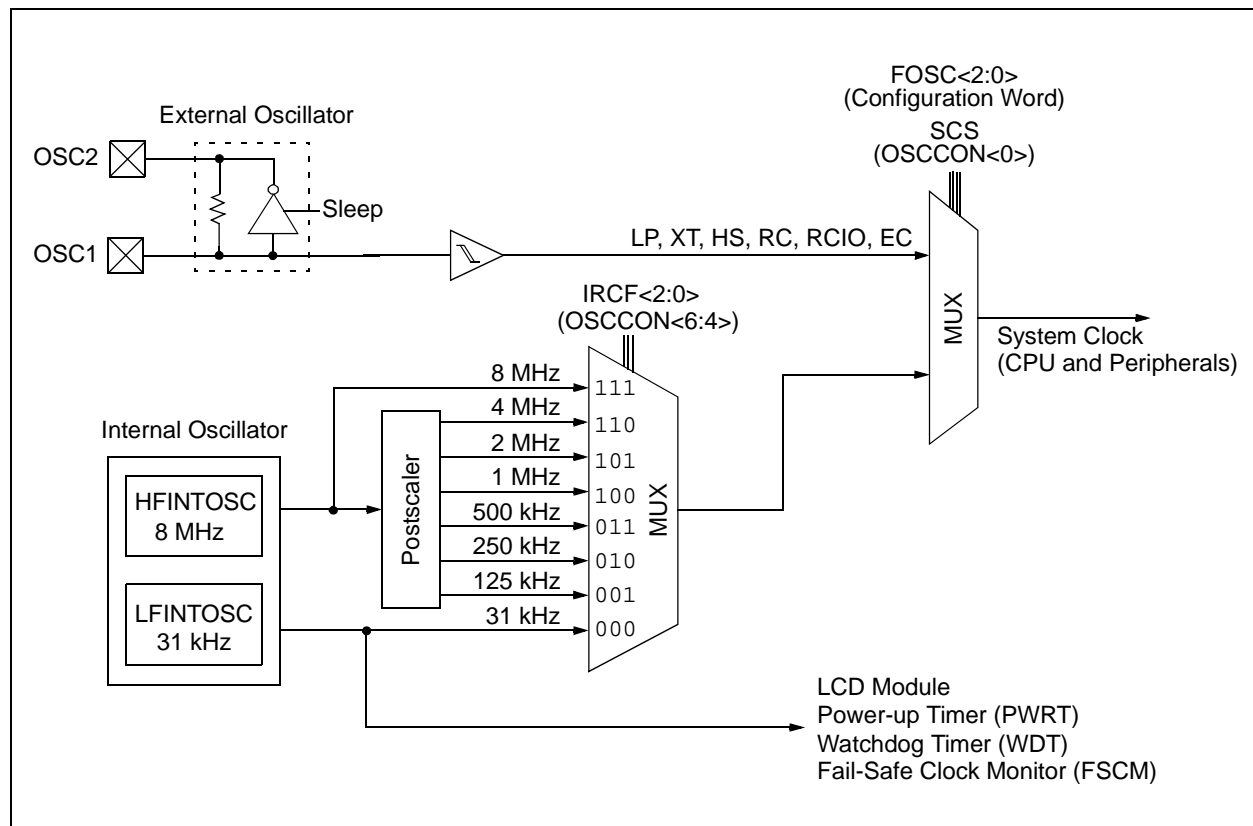 FOSC<2:0>
(Configuration Word)
SCS
(OSCCON<0>)
External Oscillator
OSC2
Sleep
OSC1
LP, XT, HS, RC, RCIO, EC
IRCF<2:0>
(OSCCON<6:4>)
MUX
System Clock
(CPU and Peripherals)
8 MHz
111
4 MHz
110
Internal Oscillator
2 MHz
101
1 MHz
100
HFINTOSC
8 MHz
Postscaler
500 kHz
011
MUX
250 kHz
010
125 kHz
001
LFINTOSC
31 kHz
31 kHz
000
LCD Module
Power-up Timer (PWRT)
Watchdog Timer (WDT)
Fail-Safe Clock Monitor (FSCM)